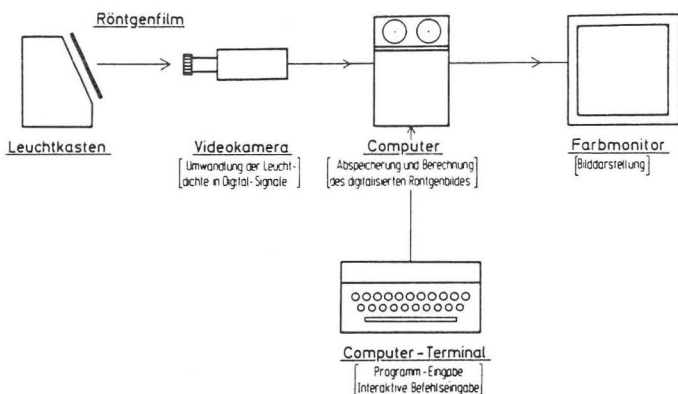 Röntgenfilm
Leuchtkasten
Videokamera
[Umwandlung der Leucht-
dichte in Digital-Signale]
Computer
[Abspeicherung und Berechnung
des digitalisierten Röntgenbildes]
Farbmonitor
[Bilddarstellung]
Computer-Terminal
[Programm-Eingabe
Interaktive Befehlseingabe]